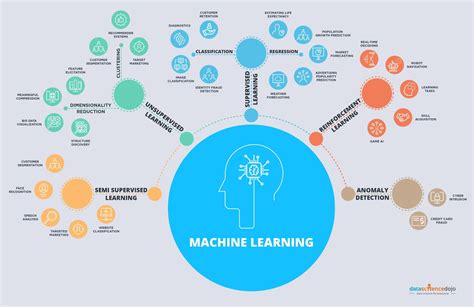 CUSTOMER
RETENTION
DIAGNOSTICS
CLASSIFICATION
IMAGE
CLASSIFICATION
IDENTITY FRAUD
DETECTION
ESTIMATING LIFE
EXPECTANCY
POPULATION
GROWTH
PREDICTION
REGRESSION
MARKET
FORECASTING
ADVERTISING
POPULARITY
PREDICTION
WEATHER
FORECASTING
SUPERVISED
LEARNING
RECOMMENDER
SYSTEMS
CUSTOMER
SEGMENTATION
TARGET
MARKETING
CLUSTERING
FEATURE
ELICITATION
MEANINGFUL
COMPRESSION
DIMENSIONALITY
REDUCTION
BIG DATA
VISUALIZATION
STRUCTURE
DISCOVERY
UNSUPERVISED
LEARNING
REAL-TIME
DECISIONS
ROBOT
NAVIGATION
LEARNING
TASKS
SKILL
ACQUISITION
GAME AI
REINFORCEMENT
LEARNING
CUSTOMER
SEGMENTATION
FACE
RECOGNITION
SPEECH
ANALYSIS
TARGETED
MARKETING
WEBSITE
CLASSIFICATION
SEMI SUPERVISED
LEARNING
ANOMALY
DETECTION
CYBER
INTRUSION
CREDIT CARD
FRAUD
MACHINE LEARNING
datasciencedojo